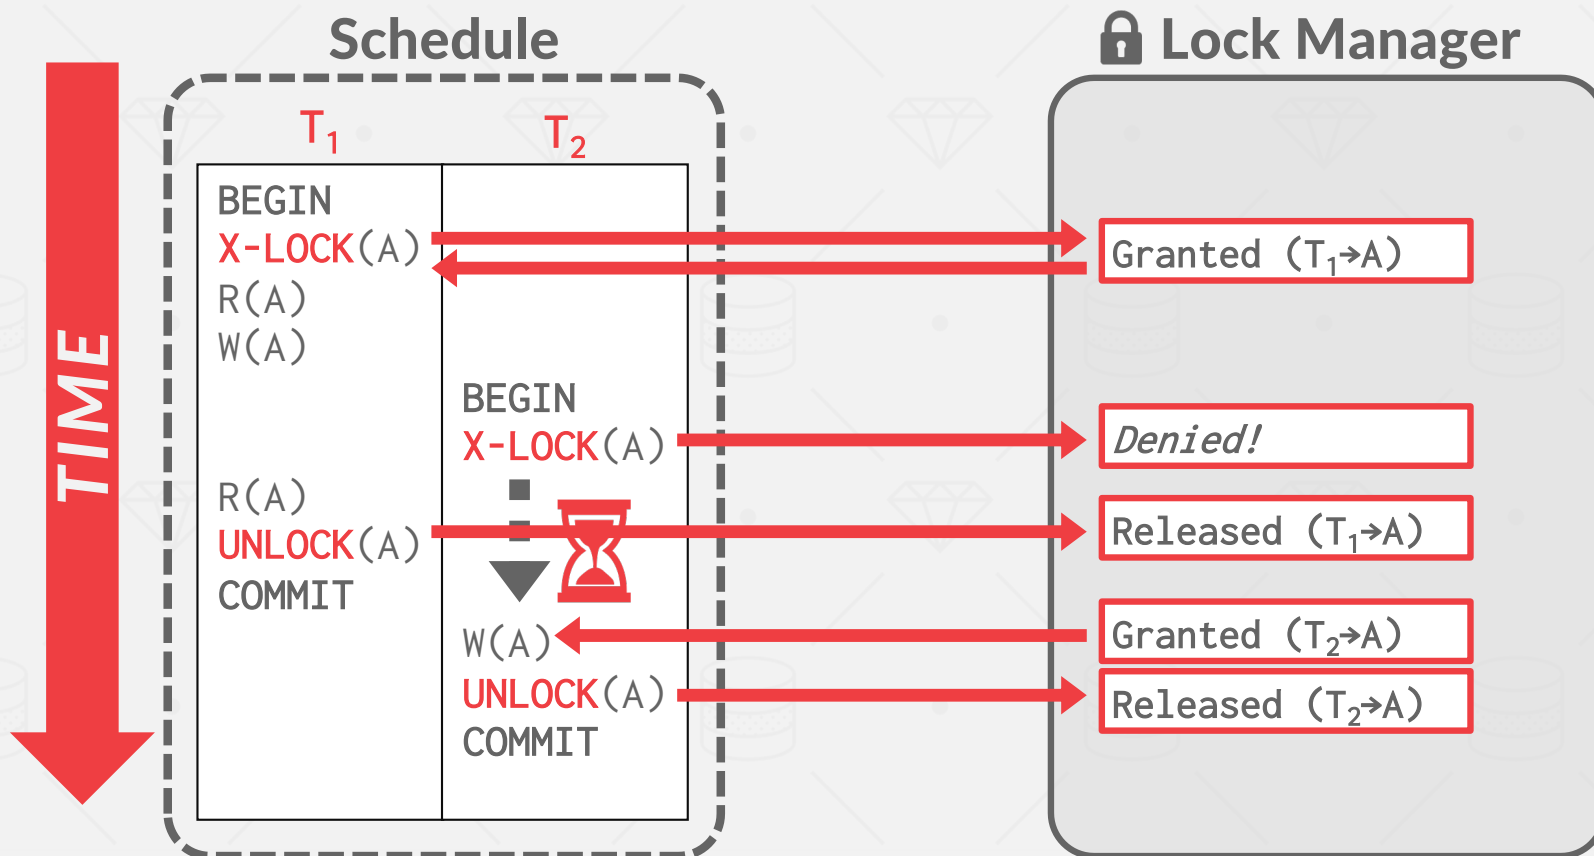 Schedule
Lock Manager
TIME
T1
T2
BEGIN
X-LOCK(A)
Granted (T1→A)
R(A)
W(A)
BEGIN
X-LOCK(A)
Denied!
R(A)
UNLOCK(A)
Released (T1→A)
COMMIT
W(A)
Granted (T2→A)
UNLOCK(A)
Released (T2→A)
COMMIT